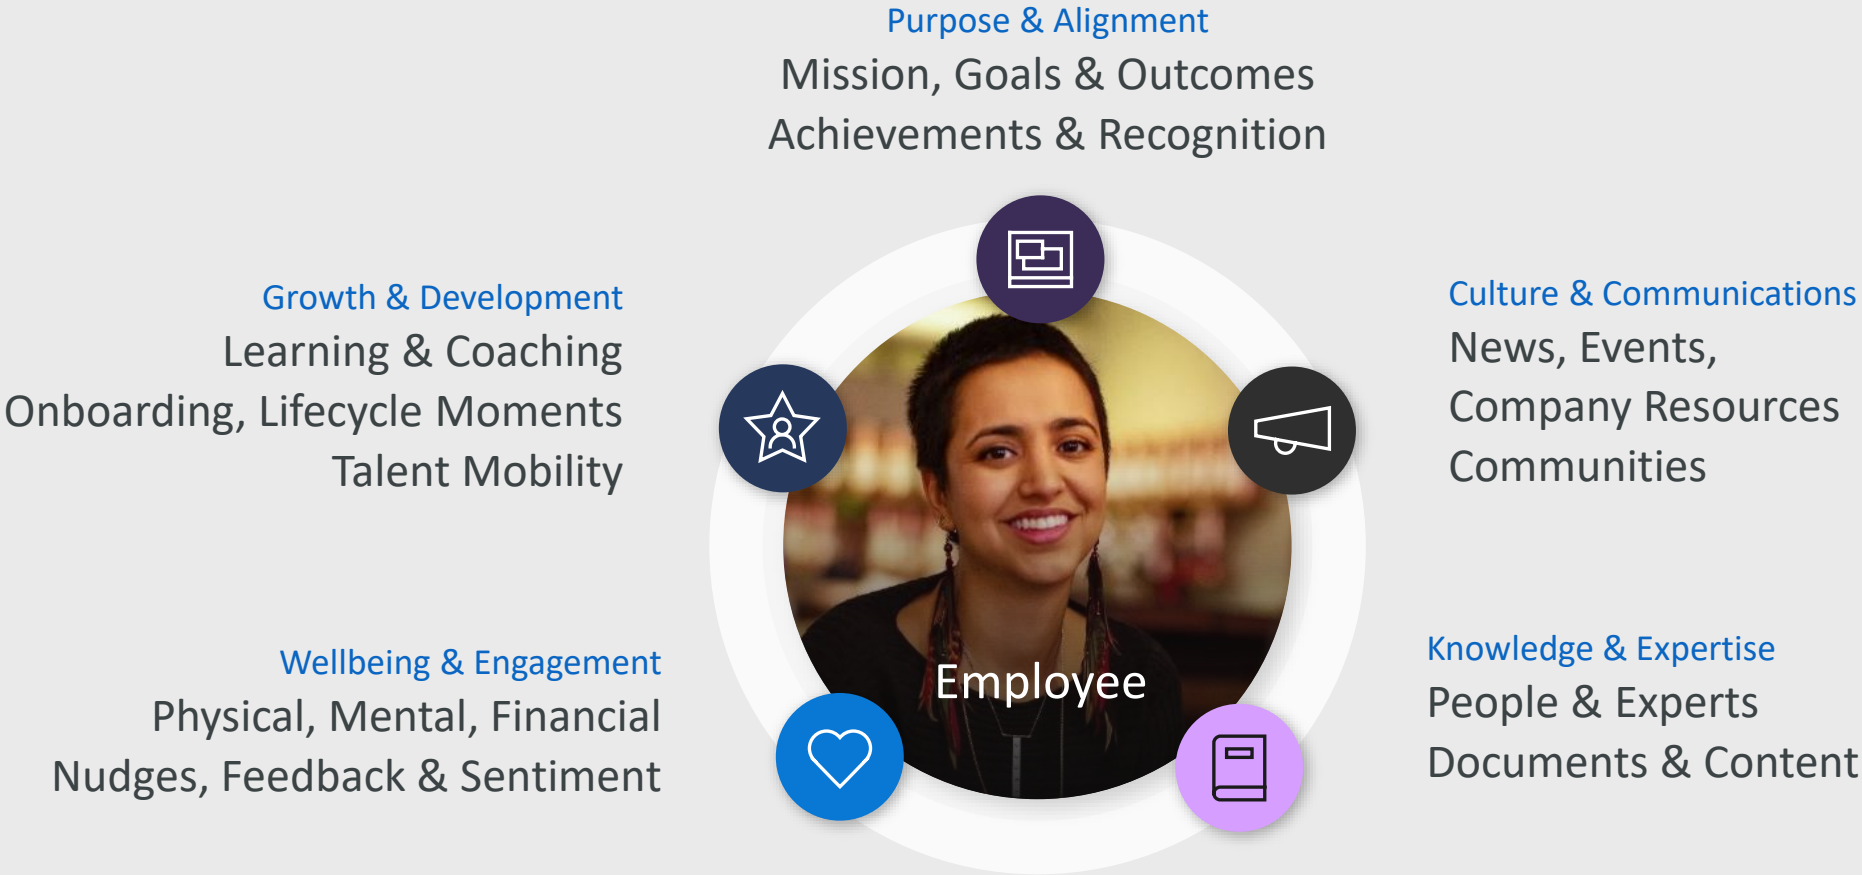 Purpose & Alignment
Mission, Goals & Outcomes
Achievements & Recognition
Growth & Development
Learning & Coaching
Onboarding, Lifecycle Moments
Talent Mobility
Culture & Communications
News, Events,
Company Resources
Communities
Wellbeing & Engagement
Physical, Mental, Financial
Nudges, Feedback & Sentiment
Employee
Knowledge & Expertise
People & Experts
Documents & Content